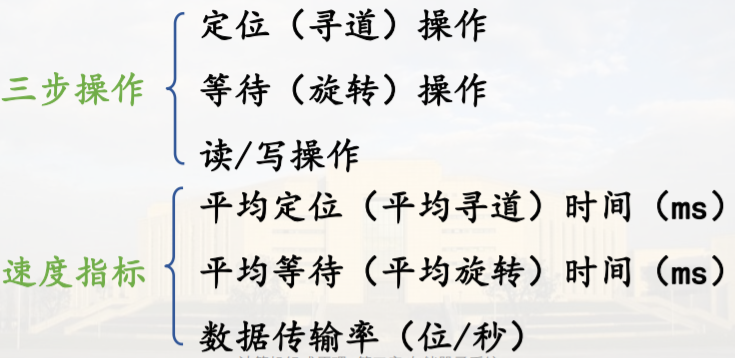 定位（寻道）操作
三步操作
等待（旋转）操作
读/写操作
平均定位（平均寻道）时间（ms）
速度指标
平均等待（平均旋转）时间（ms）
数据传输率（位/秒）